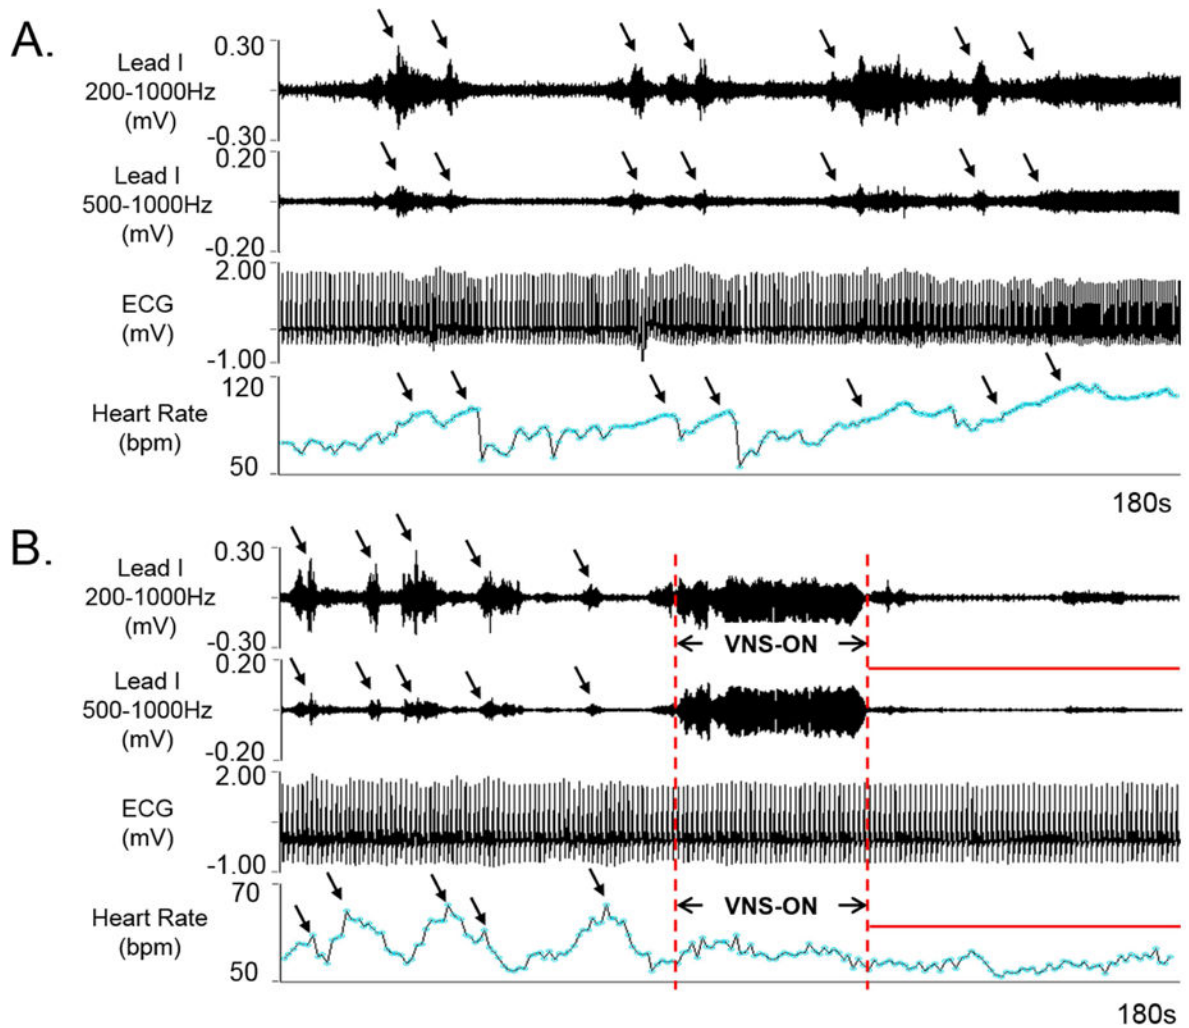 A.
0.30
Lead I
200-1000Hz
(mV)
-0.30
0.20
Lead I
500-1000Hz
(mV)
-0.20
2.00
ECG
(mV)
-1.00
120
Heart Rate
(bpm)
50
180s
B.
0.30
Lead I
200-1000Hz
(mV)
-0.30
VNS-ON
0.20
Lead I
500-1000Hz
(mV)
-0.20
2.00
ECG
(mV)
-1.00
70
Heart Rate
(bpm)
VNS-ON
50
180s